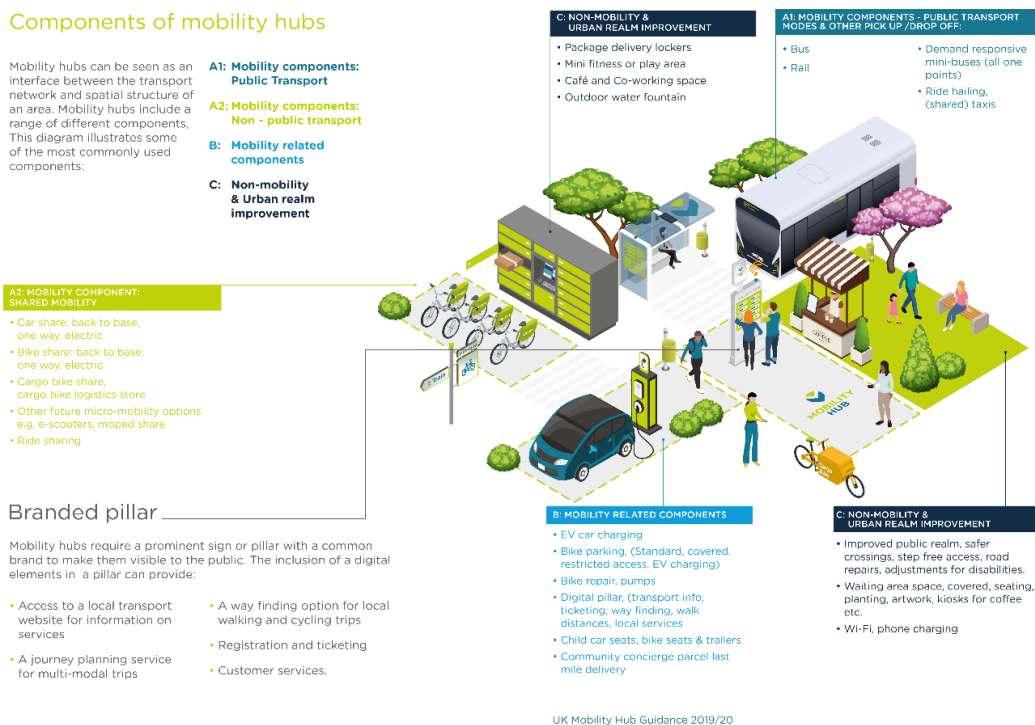 Components of mobility hubs
Mobility hubs can be seen as an
interface between the transport
network and spatial structure of
an area. Mobility hubs include a
range of different components,
This diagram illustrates some
of the most commonly used
components:
A1: Mobility components:
Public Transport
A2: Mobility components:
Non - public transport
B: Mobility related
components
C: Non-mobility
& Urban realm
improvement
C: NON-MOBILITY &
URBAN REALM IMPROVEMENT
• Package delivery lockers
• Mini fitness or play area
• Café and Co-working space
• Outdoor water fountain
A1: MOBILITY COMPONENTS - PUBLIC TRANSPORT
MODES & OTHER PICK UP /DROP OFF:
• Bus
• Rail
• Demand responsive
mini-buses (all one
points)
• Ride hailing,
(shared) taxis
A2: MOBILITY COMPONENT:
SHARED MOBILITY
• Car share: back to base,
one way, electric.
• Bike share: back to base,
one way, electric.
• Cargo bike share,
cargo bike logistics store
• Other future micro-mobility options
e.g. e-scooters, moped share
• Ride sharing
Train
COFFEE
MOBILITY
HUB
Branded pillar
Mobility hubs require a prominent sign or pillar with a common
brand to make them visible to the public. The inclusion of a digital
elements in a pillar can provide:
• Access to a local transport
website for information on
services
• A journey planning service
for multi-modal trips
• A way finding option for local
walking and cycling trips
• Registration and ticketing
• Customer services.
B: MOBILITY RELATED COMPONENTS
• EV car charging
• Bike parking, (Standard, covered,
restricted access, EV charging)
• Bike repair, pumps
• Digital pillar, (transport info,
ticketing, way finding, walk
distances, local services
• Child car seats, bike seats & trailers
• Community concierge parcel last
mile delivery
C: NON-MOBILITY &
URBAN REALM IMPROVEMENT
• Improved public realm, safer
crossings, step free access, road
repairs, adjustments for disabilities.
• Waiting area space, covered, seating,
planting, artwork, kiosks for coffee
etc.
• Wi-Fi, phone charging
UK Mobility Hub Guidance 2019/20